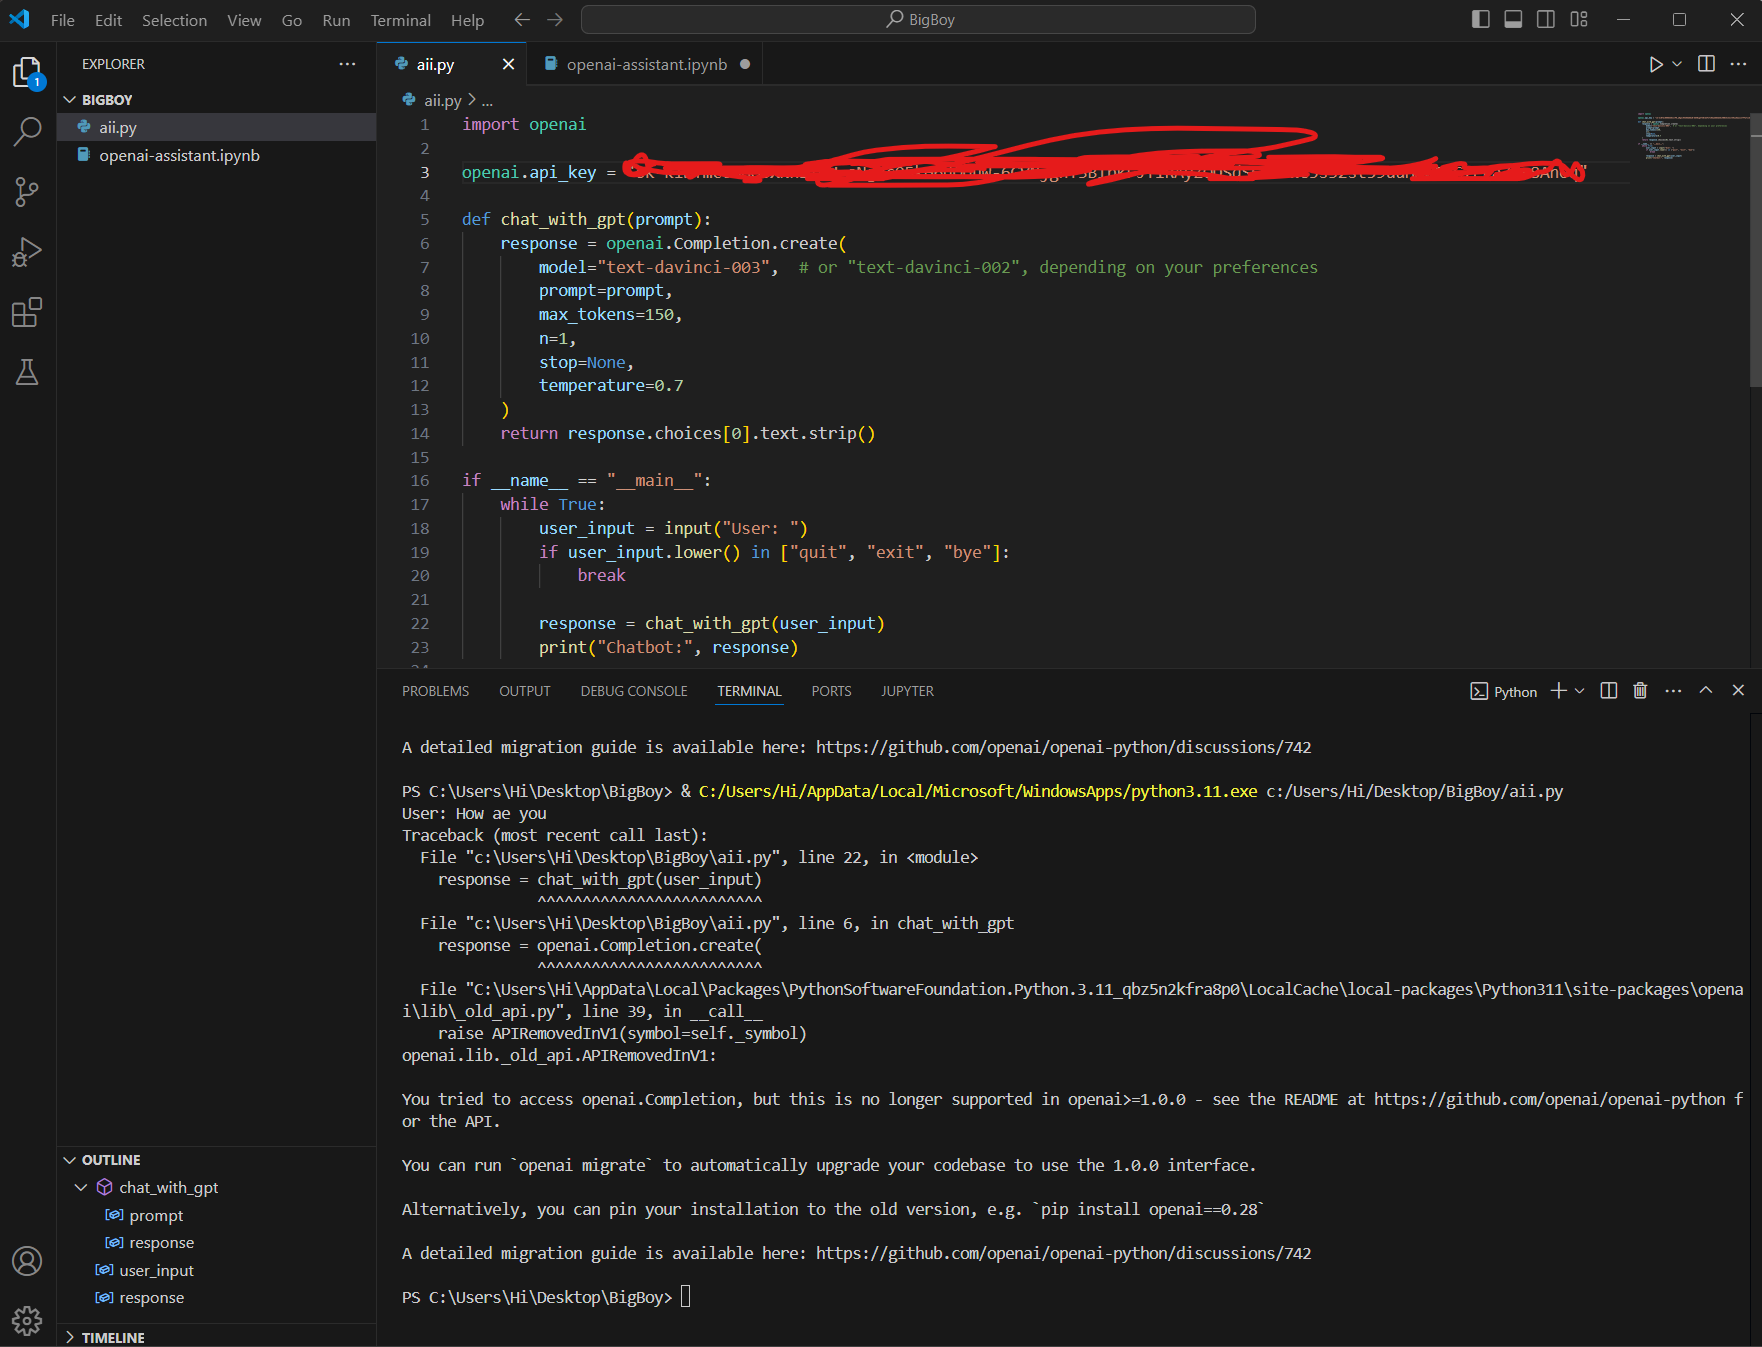 File Edit Selection View Go Run Terminal Help
BigBoy
EXPLORER
1
BIGBOY
aii.py
openai-assistant.ipynb
OUTLINE
chat_with_gpt
prompt
response
user_input
response
TIMELINE
aii.py
openai-assistant.ipynb
aii.py > ...
1 import openai
2
3 openai.api_key =
4
5 def chat_with_gpt(prompt):
6 response = openai.Completion.create(
7 model="text-davinci-003", # or "text-davinci-002", depending on your preferences
8 prompt=prompt,
9 max_tokens=150,
10 n=1,
11 stop=None,
12 temperature=0.7
13 )
14 return response.choices[0].text.strip()
15
16 if __name__ == "__main__":
17 while True:
18 user_input = input("User: ")
19 if user_input.lower() in ["quit", "exit", "bye"]:
20 break
21
22 response = chat_with_gpt(user_input)
23 print("Chatbot:", response)
PROBLEMS OUTPUT DEBUG CONSOLE TERMINAL PORTS JUPYTER
Python
A detailed migration guide is available here: https://github.com/openai/openai-python/discussions/742
PS C:\Users\Hi\Desktop\BigBoy> & C:/Users/Hi/AppData/Local/Microsoft/WindowsApps/python3.11.exe c:/Users/Hi/Desktop/BigBoy/aii.py
User: How ae you
Traceback (most recent call last):
File "c:\Users\Hi\Desktop\BigBoy\aii.py", line 22, in <module>
response = chat_with_gpt(user_input)
^^^^^^^^^^^^^^^^^^^^^^^^^
File "c:\Users\Hi\Desktop\BigBoy\aii.py", line 6, in chat_with_gpt
response = openai.Completion.create(
^^^^^^^^^^^^^^^^^^^^^^^^^
File "C:\Users\Hi\AppData\Local\Packages\PythonSoftwareFoundation.Python.3.11_qbz5n2kfra8p0\LocalCache\local-packages\Python311\site-packages\opena
i\lib\_old_api.py", line 39, in __call__
raise APIRemovedInV1(symbol=self._symbol)
openai.lib._old_api.APIRemovedInV1:
You tried to access openai.Completion, but this is no longer supported in openai>=1.0.0 - see the README at https://github.com/openai/openai-python f
or the API.
You can run `openai migrate` to automatically upgrade your codebase to use the 1.0.0 interface.
Alternatively, you can pin your installation to the old version, e.g. `pip install openai==0.28`
A detailed migration guide is available here: https://github.com/openai/openai-python/discussions/742
PS C:\Users\Hi\Desktop\BigBoy>